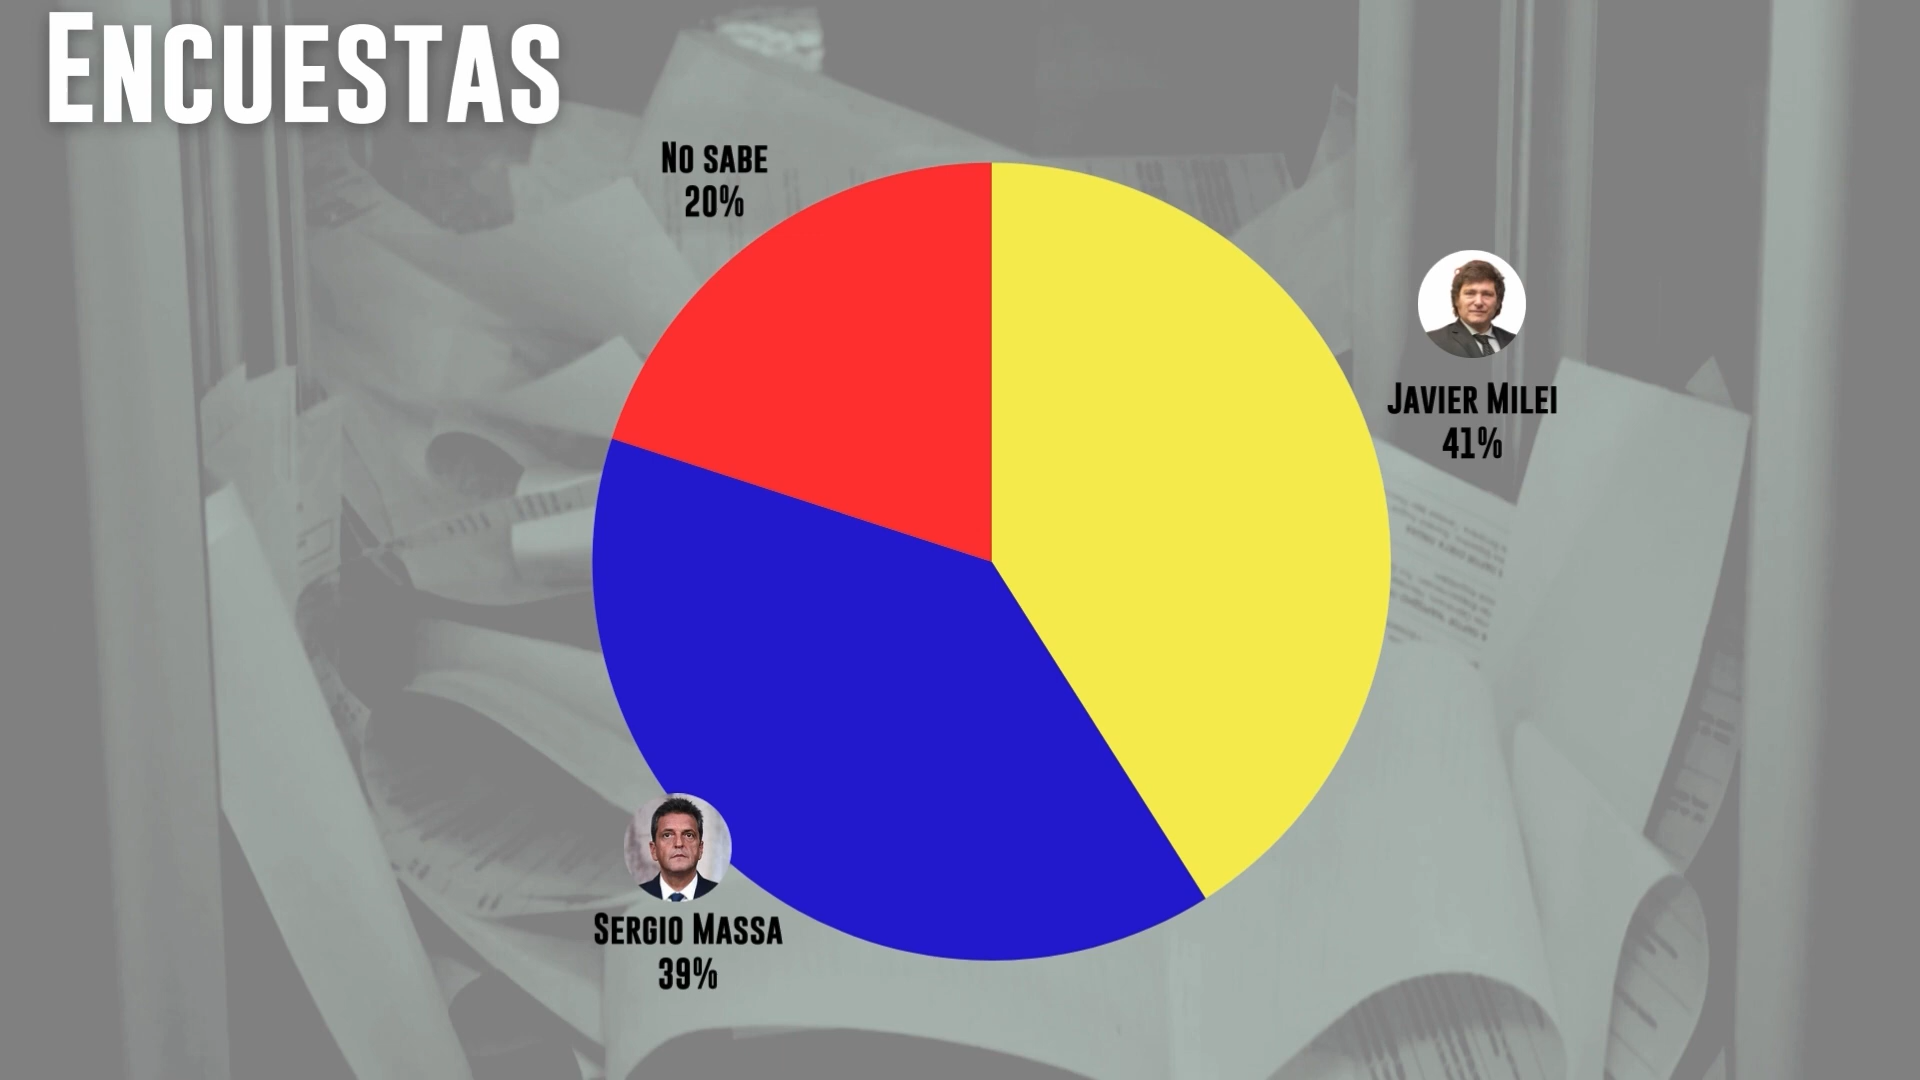 Encuestas
No sabe
20%
Javier Milei
41%
Sergio Massa
39%